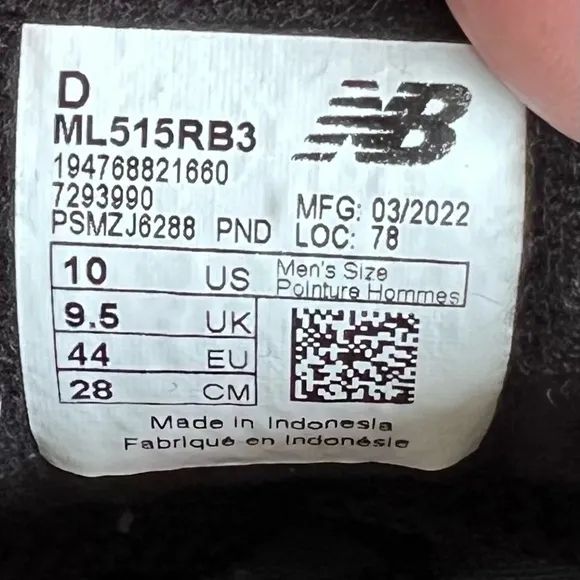 D
NB
ML515RB3
194768821660
7293990
PSMZJ6288 PND
MFG: 03/2022
LOC: 78
10 US Men's Size
Pointure Hommes
9.5 UK
44 EU
28 CM
Made in Indonesia
Fabriqué en Indonésie